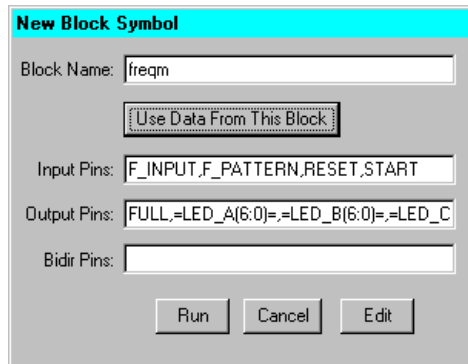 New Block Symbol
Block Name: freqm
Use Data From This Block
Input Pins: F_INPUT,F_PATTERN,RESET,START
Output Pins: FULL,=LED_A(6:0)=,=LED_B(6:0)=,=LED_C
Bidir Pins:
Run Cancel Edit